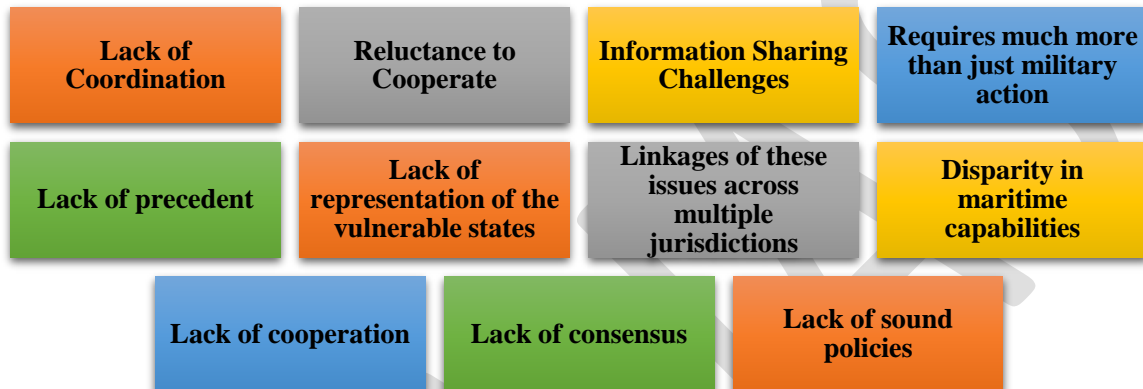 Lack of
Coordination
Reluctance to
Cooperate
Information Sharing
Challenges
Requires much more
than just military
action
Lack of precedent
Lack of
representation of the
vulnerable states
Linkages of these
issues across
multiple
jurisdictions
Disparity in
maritime
capabilities
Lack of cooperation
Lack of consensus
Lack of sound
policies